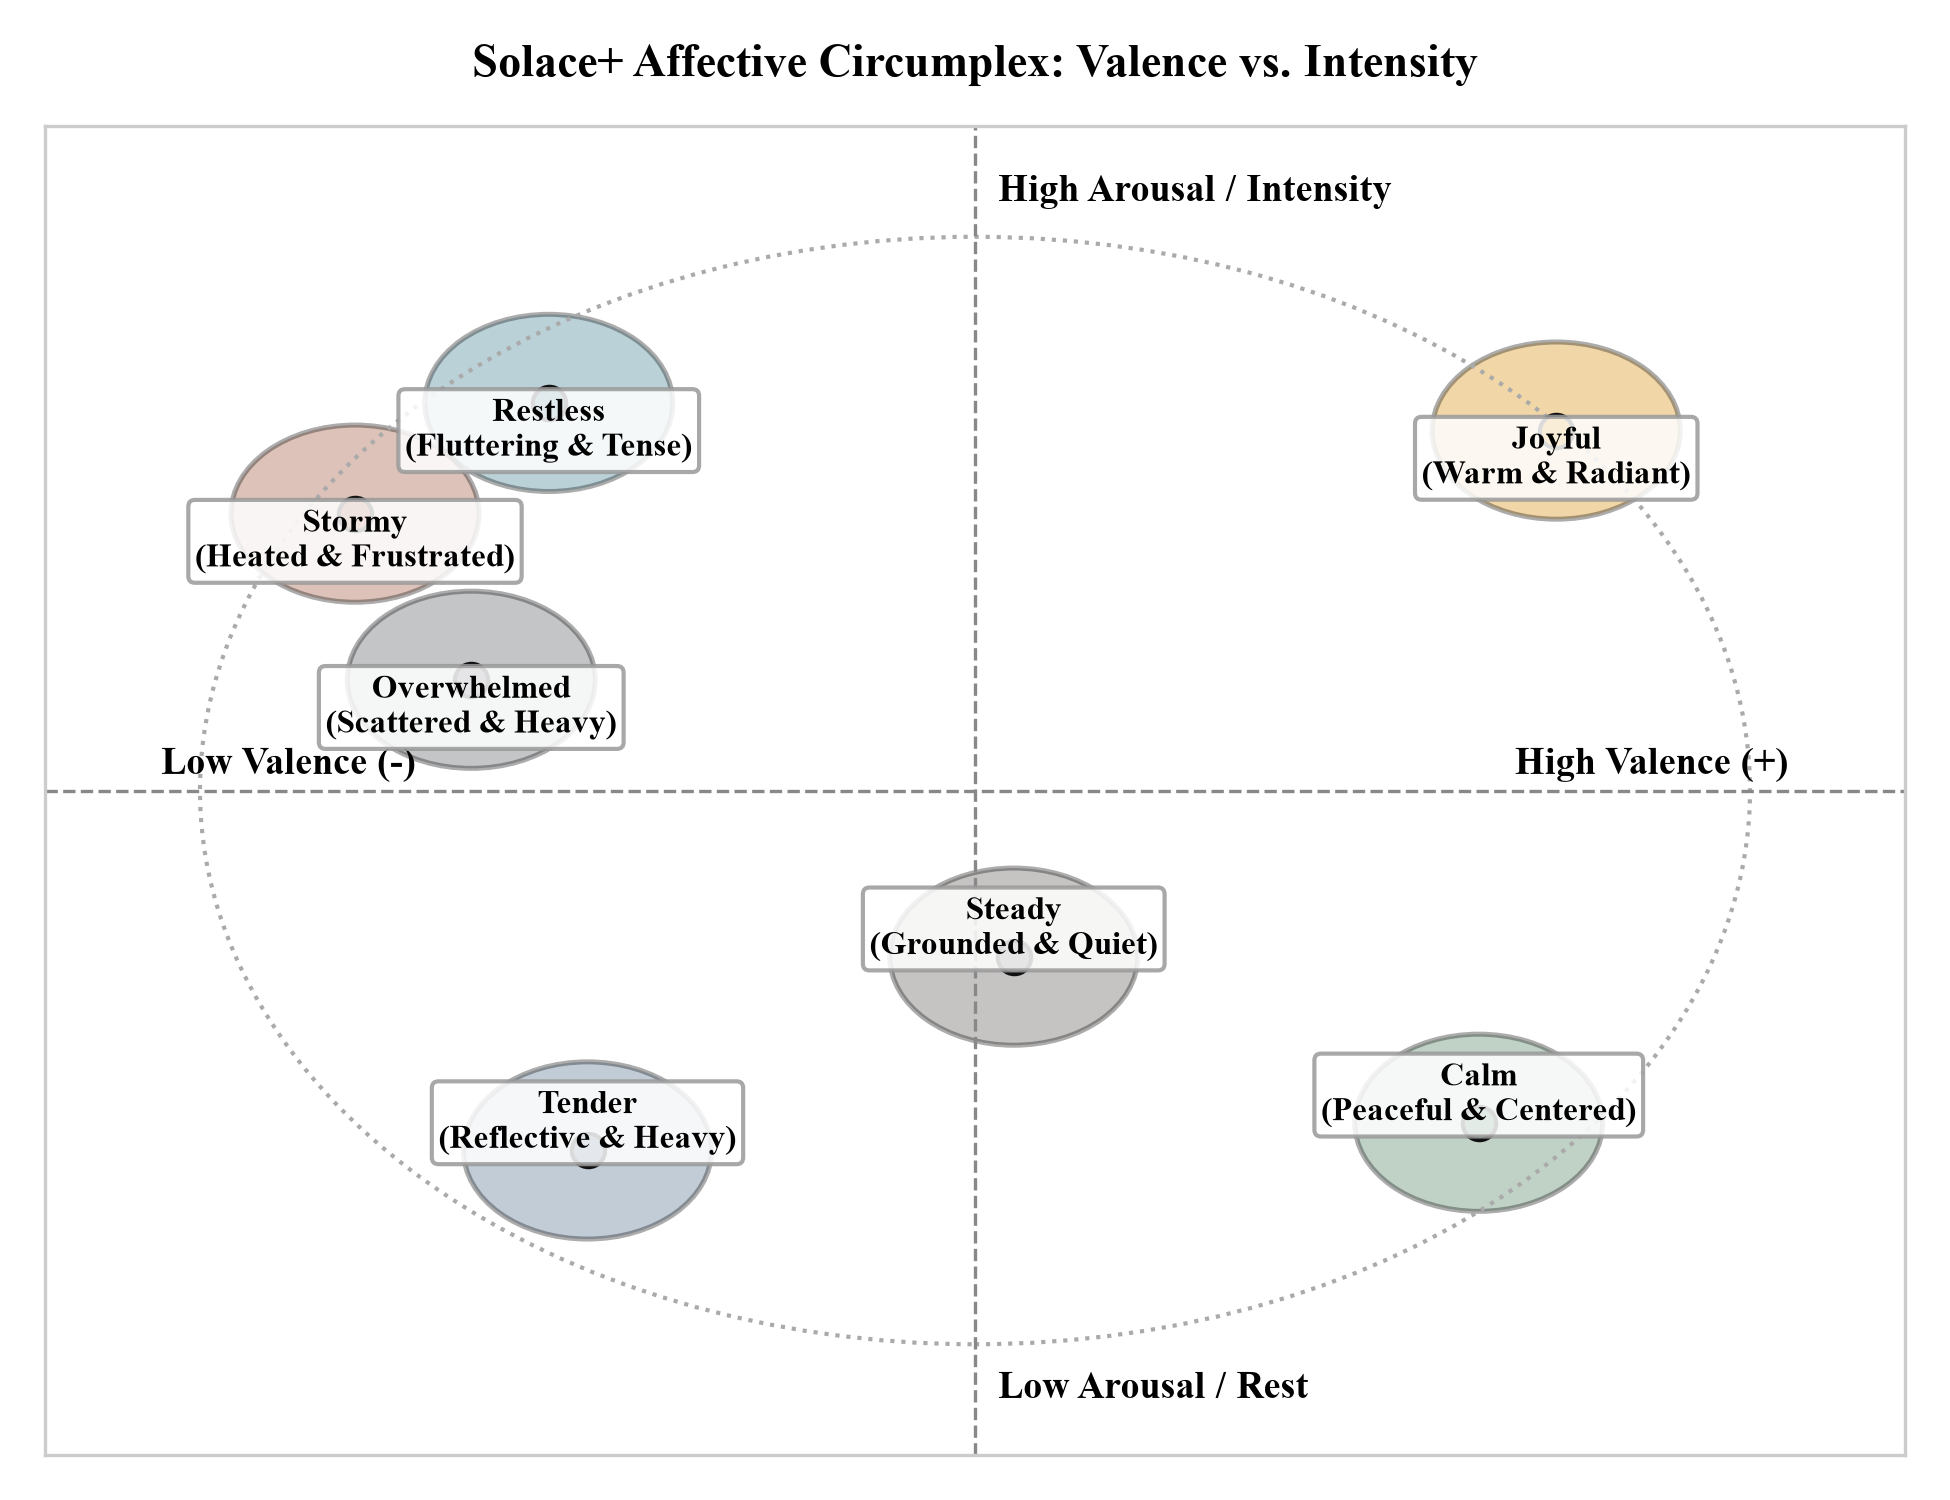 Solace+ Affective Circumplex: Valence vs. Intensity
High Arousal / Intensity
Restless
(Fluttering & Tense)
Joyful
(Warm & Radiant)
Stormy
(Heated & Frustrated)
Overwhelmed
(Scattered & Heavy)
Low Valence (-)
High Valence (+)
Steady
(Grounded & Quiet)
Calm
(Peaceful & Centered)
Tender
(Reflective & Heavy)
Low Arousal / Rest